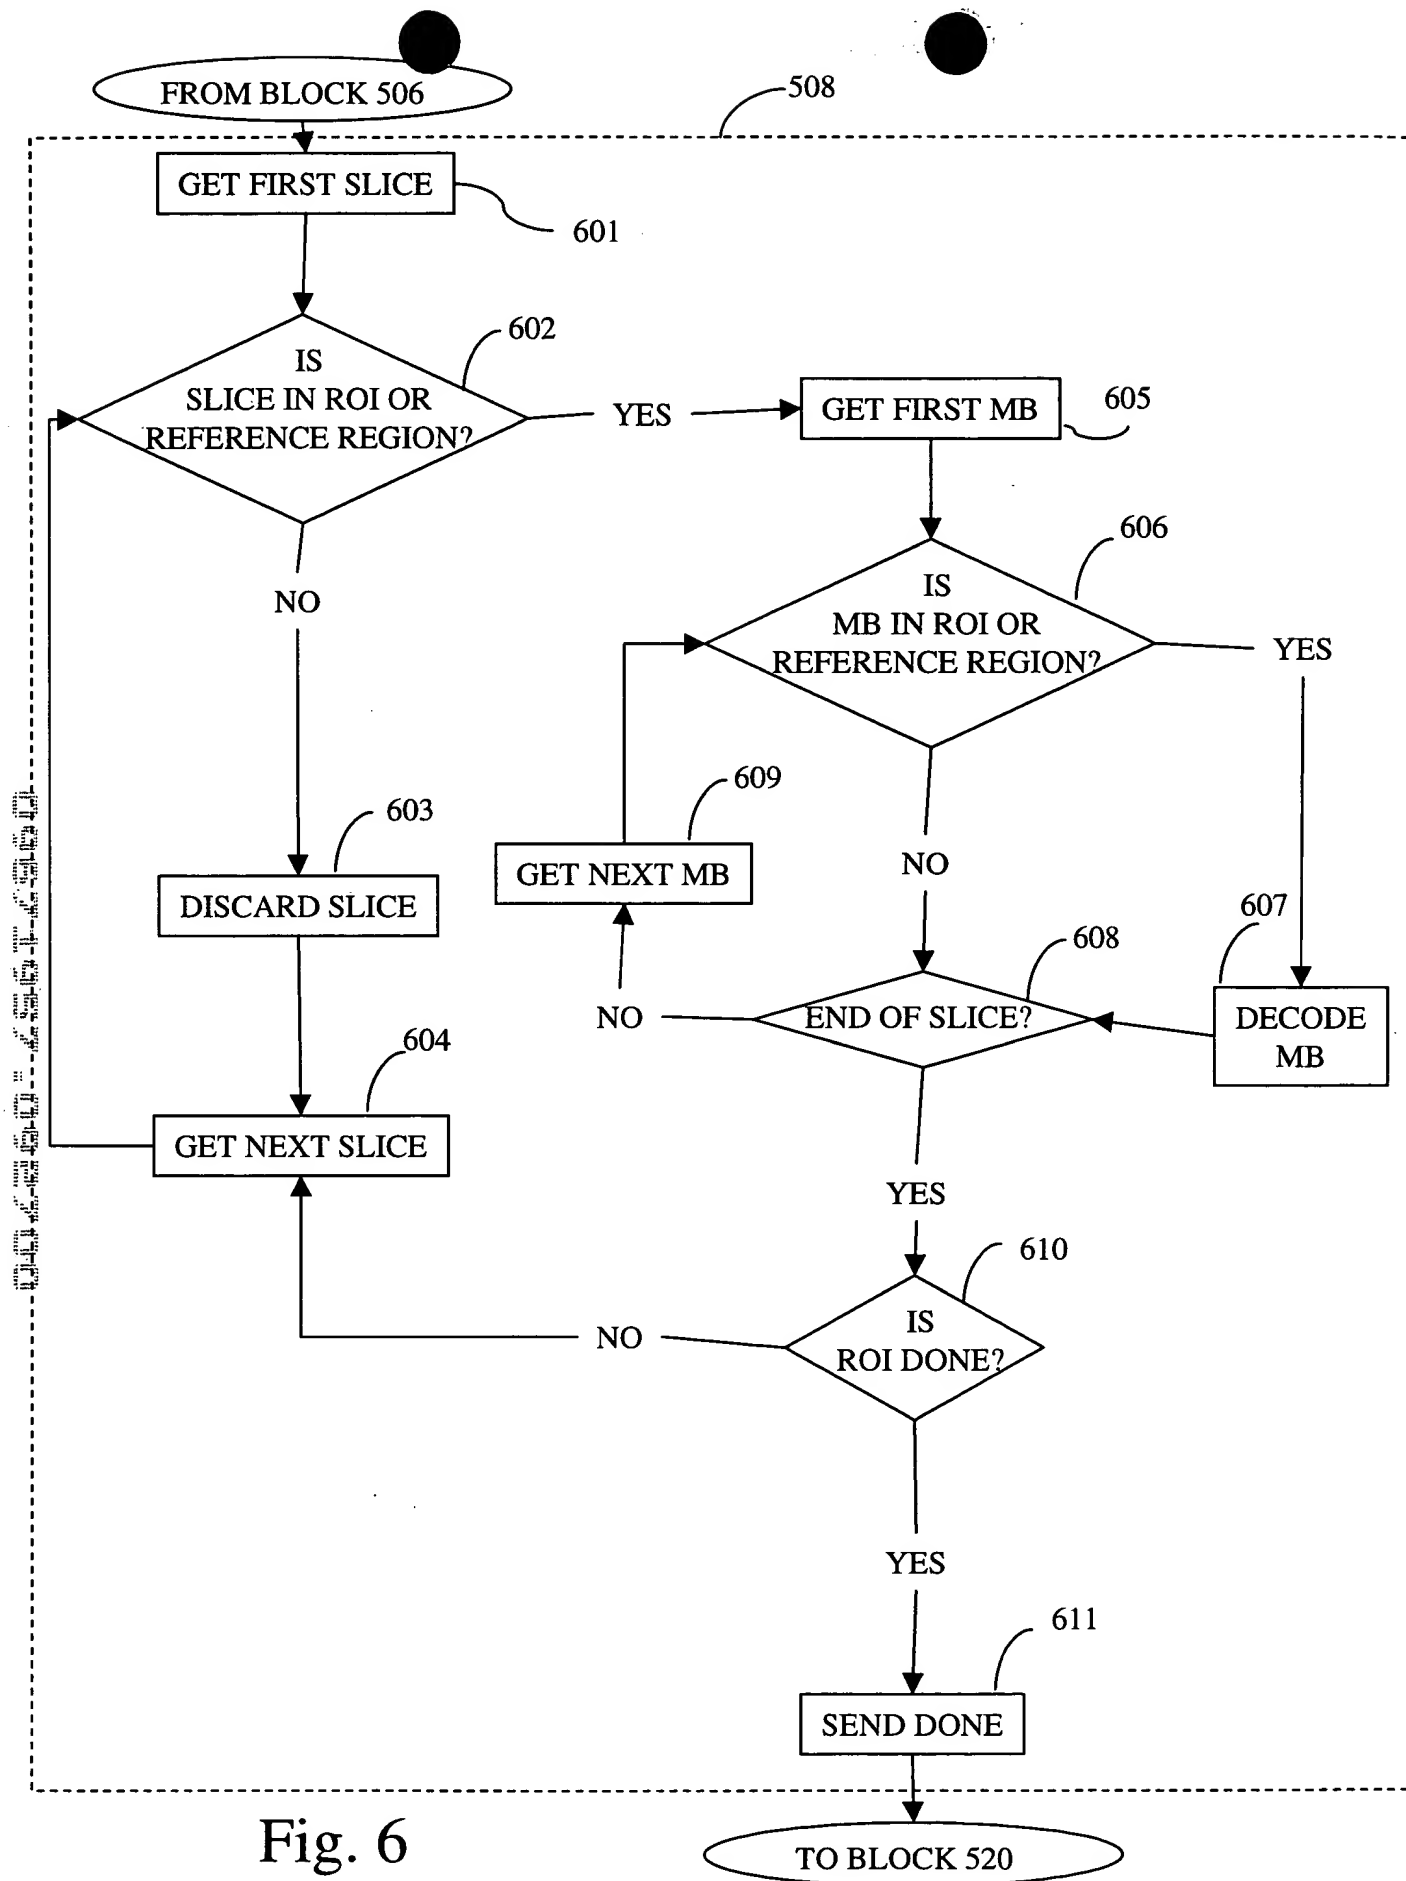 FROM BLOCK 506
508
GET FIRST SLICE
601
602
IS
SLICE IN ROI OR
REFERENCE REGION?
YES
GET FIRST MB
605
606
NO
IS
MB IN ROI OR
REFERENCE REGION?
YES
609
603
GET NEXT MB
NO
DISCARD SLICE
607
608
NO
END OF SLICE?
DECODE
MB
604
GET NEXT SLICE
YES
610
NO
IS
ROI DONE?
YES
611
SEND DONE
Fig. 6
TO BLOCK 520